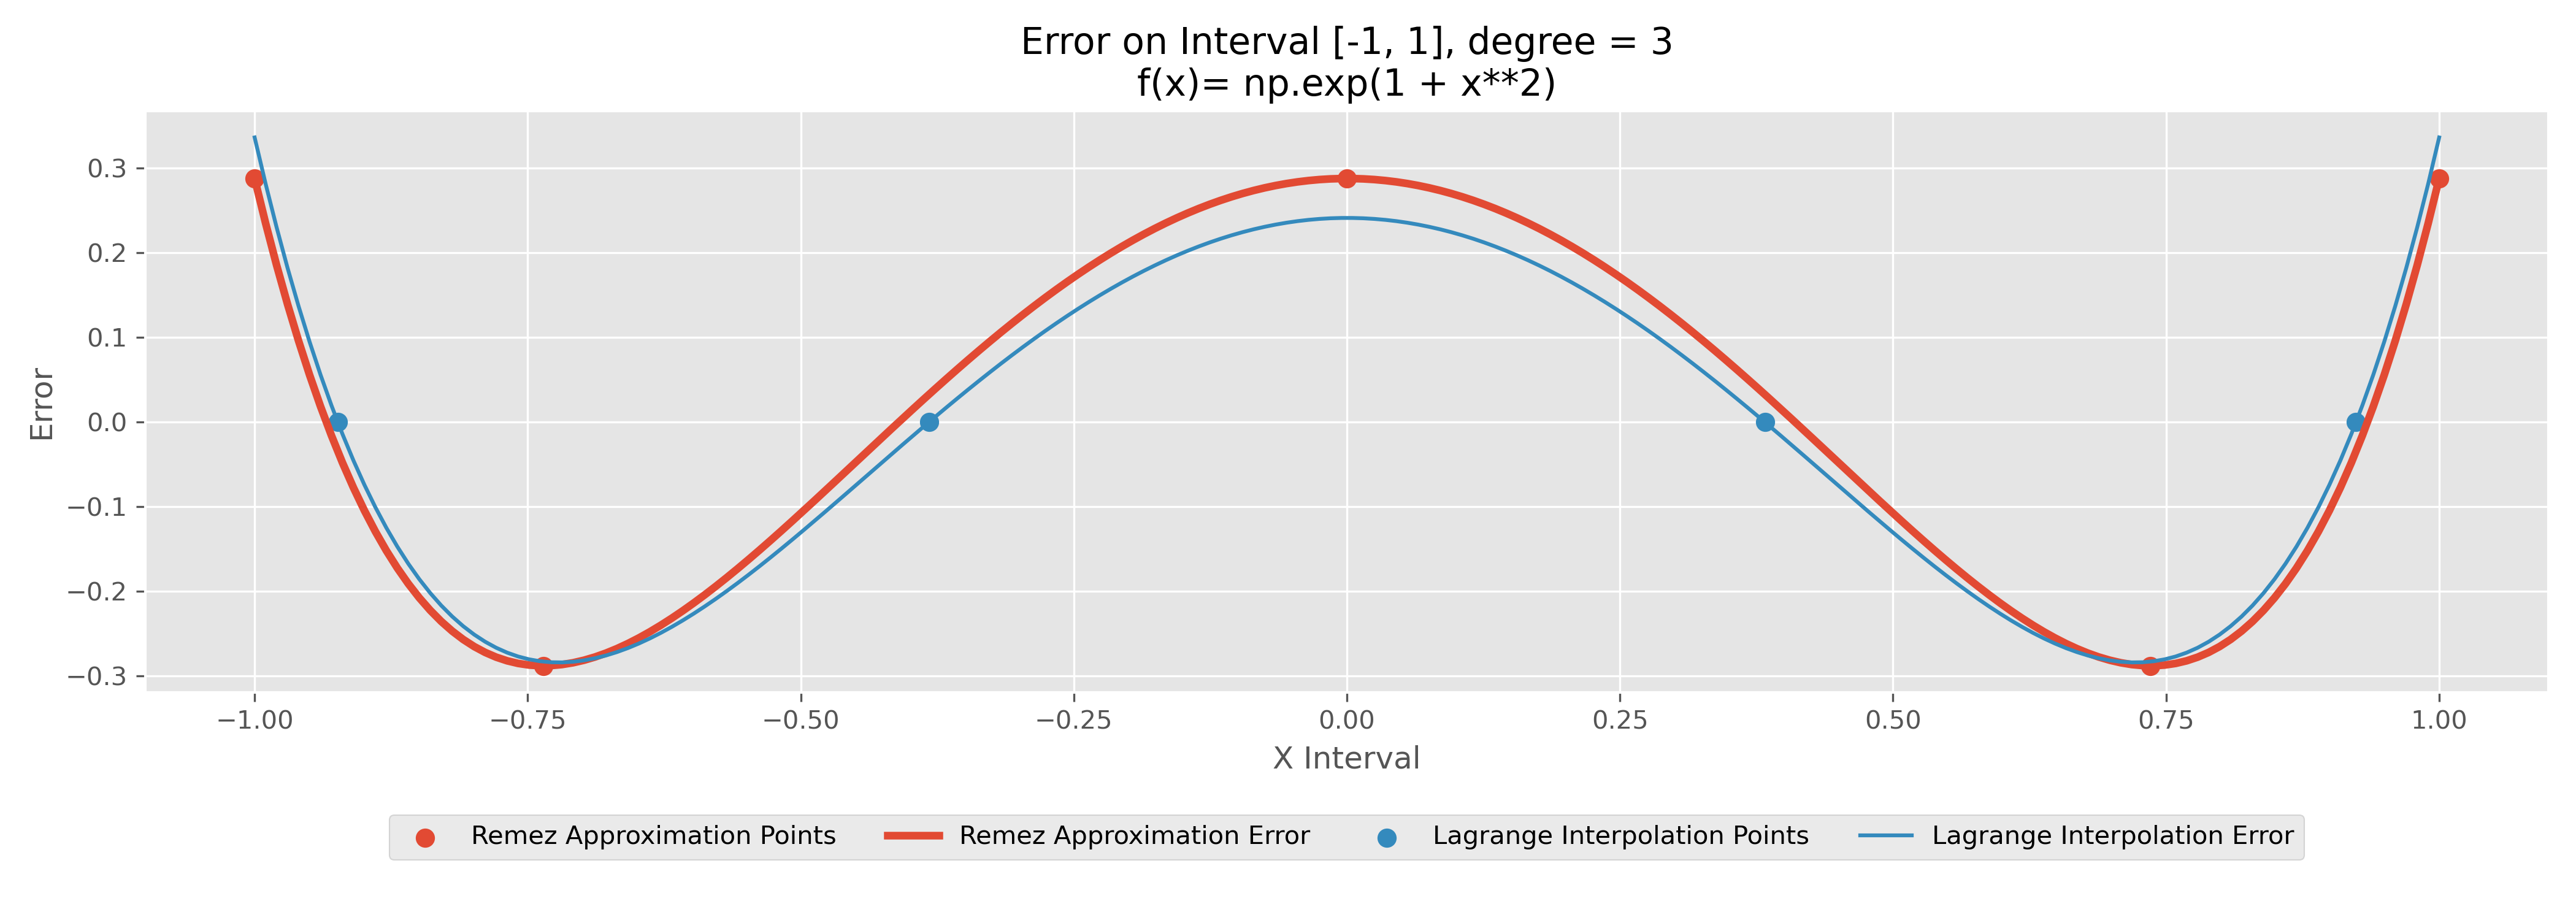 Error on Interval [-1, 1], degree = 3
f(x)= np.exp(1 + x**2)
Error
0.3
0.2
0.1
0.0
−0.1
−0.2
−0.3
−1.00 −0.75 −0.50 −0.25 0.00 0.25 0.50 0.75 1.00
X Interval
Remez Approximation Points Remez Approximation Error Lagrange Interpolation Points Lagrange Interpolation Error